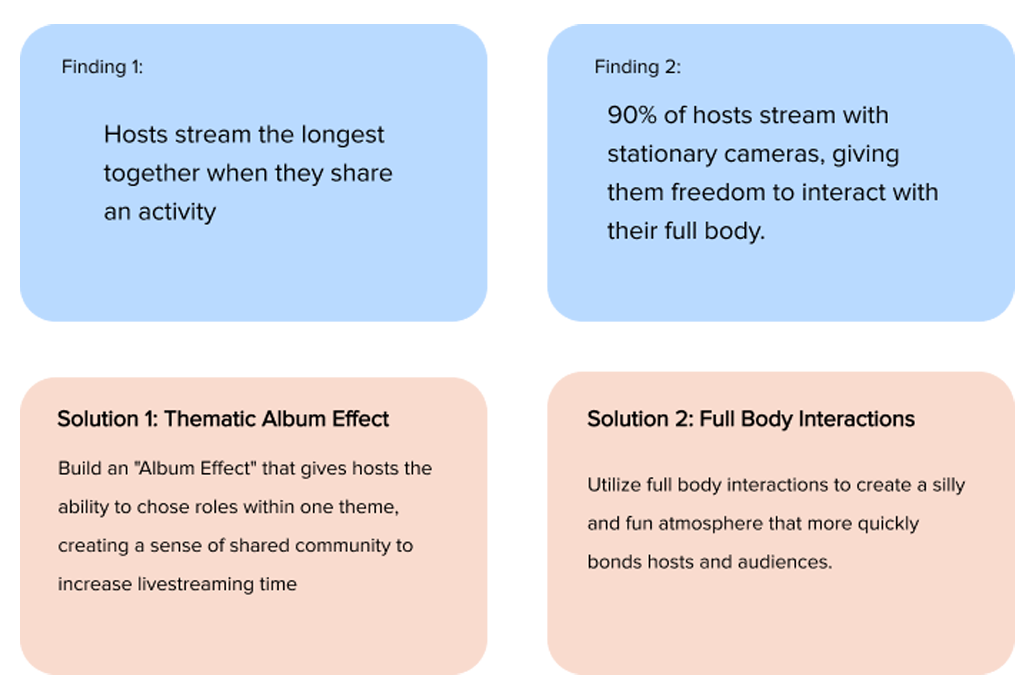 Finding 1:
Hosts stream the longest
together when they share
an activity
Finding 2:
90% of hosts stream with
stationary cameras, giving
them freedom to interact with
their full body.
Solution 1: Thematic Album Effect
Build an "Album Effect" that gives hosts the
ability to chose roles within one theme,
creating a sense of shared community to
increase livestreaming time
Solution 2: Full Body Interactions
Utilize full body interactions to create a silly
and fun atmosphere that more quickly
bonds hosts and audiences.